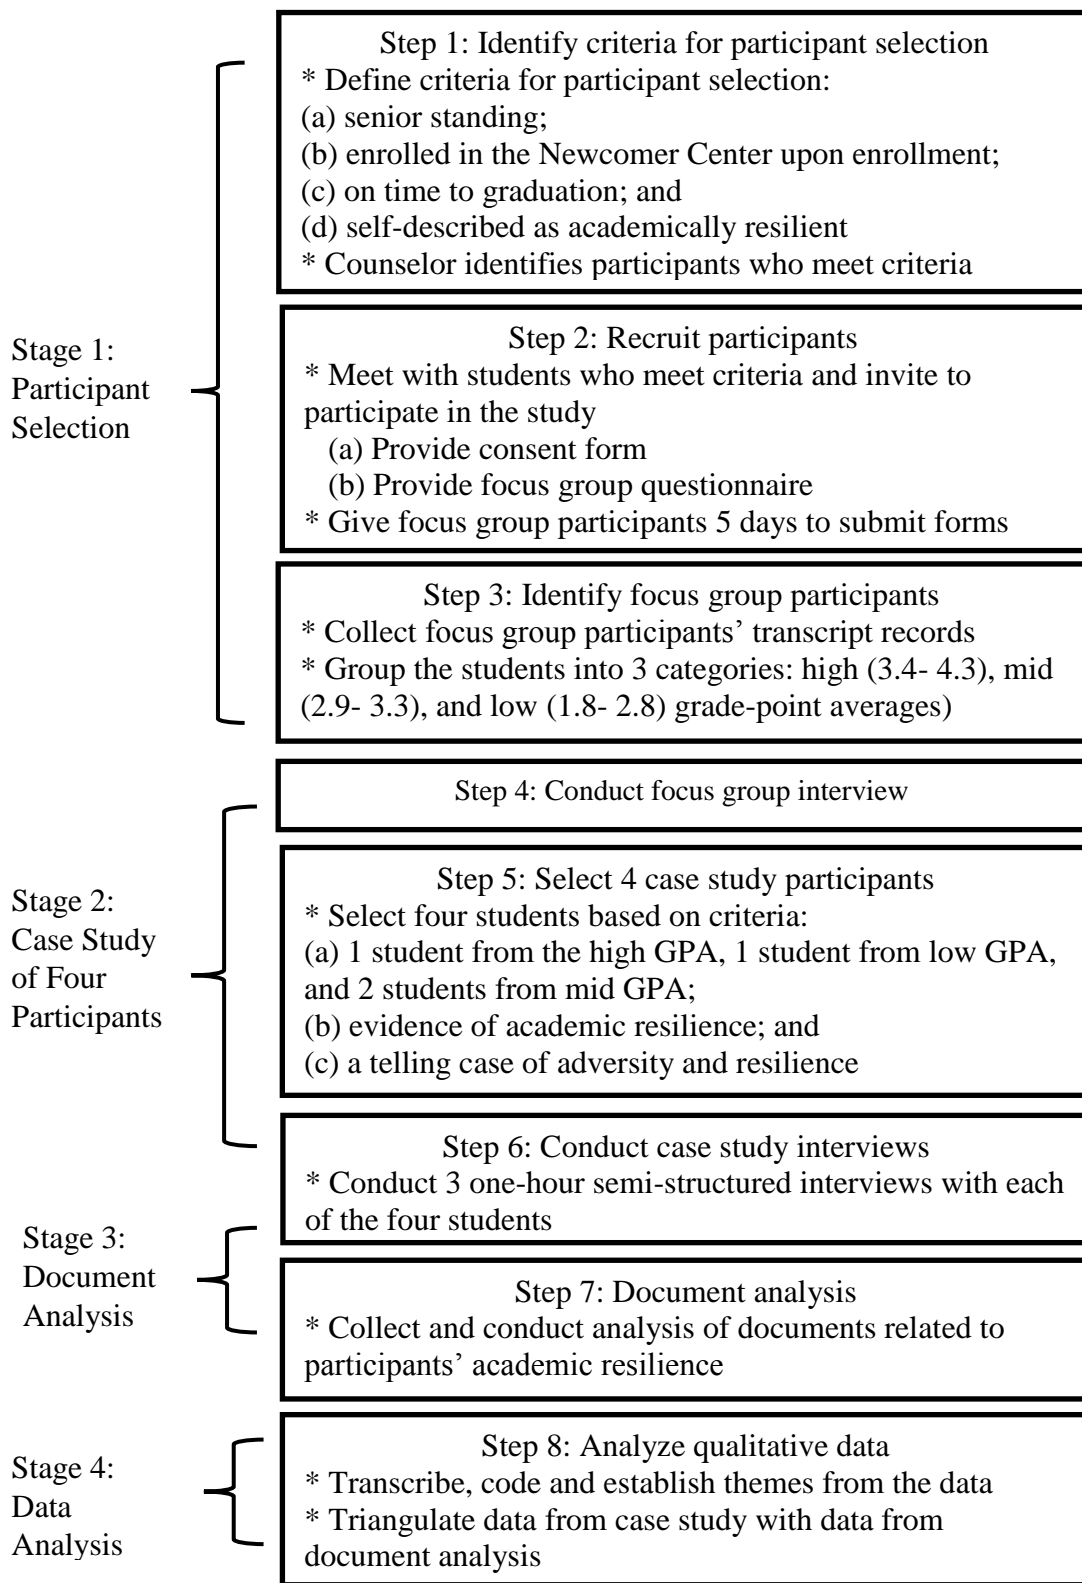 Stage 1:
Participant
Selection
Step 1: Identify criteria for participant selection
* Define criteria for participant selection:
(a) senior standing;
(b) enrolled in the Newcomer Center upon enrollment;
(c) on time to graduation; and
(d) self-described as academically resilient
* Counselor identifies participants who meet criteria
Step 2: Recruit participants
* Meet with students who meet criteria and invite to
participate in the study
(a) Provide consent form
(b) Provide focus group questionnaire
* Give focus group participants 5 days to submit forms
Step 3: Identify focus group participants
* Collect focus group participants’ transcript records
* Group the students into 3 categories: high (3.4- 4.3), mid
(2.9- 3.3), and low (1.8- 2.8) grade-point averages)
Stage 2:
Case Study
of Four
Participants
Step 4: Conduct focus group interview
Step 5: Select 4 case study participants
* Select four students based on criteria:
(a) 1 student from the high GPA, 1 student from low GPA,
and 2 students from mid GPA;
(b) evidence of academic resilience; and
(c) a telling case of adversity and resilience
Step 6: Conduct case study interviews
* Conduct 3 one-hour semi-structured interviews with each
of the four students
Stage 3:
Document
Analysis
Step 7: Document analysis
* Collect and conduct analysis of documents related to
participants’ academic resilience
Stage 4:
Data
Analysis
Step 8: Analyze qualitative data
* Transcribe, code and establish themes from the data
* Triangulate data from case study with data from
document analysis